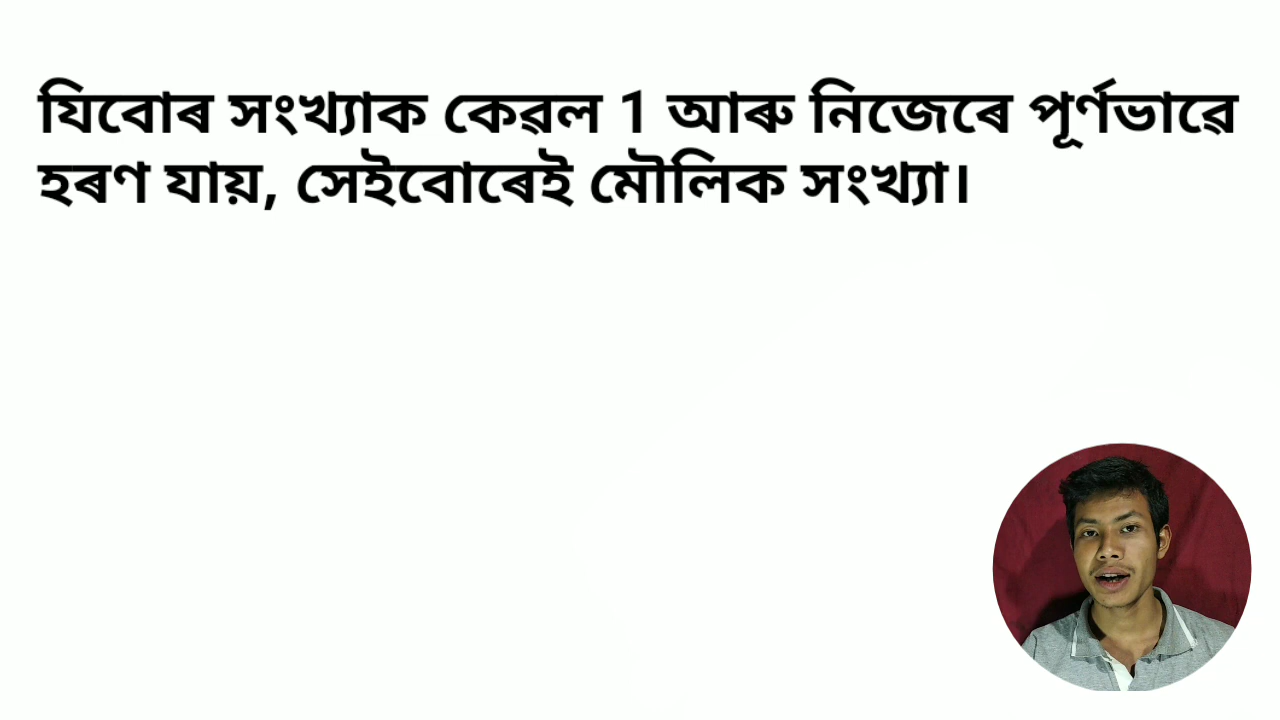 যিবোৰ সংখ্যাক কেৱল 1 আৰু নিজেৰে পূৰ্ণভাৱে
হৰণ যায়, সেইবোৰেই মৌলিক সংখ্যা।